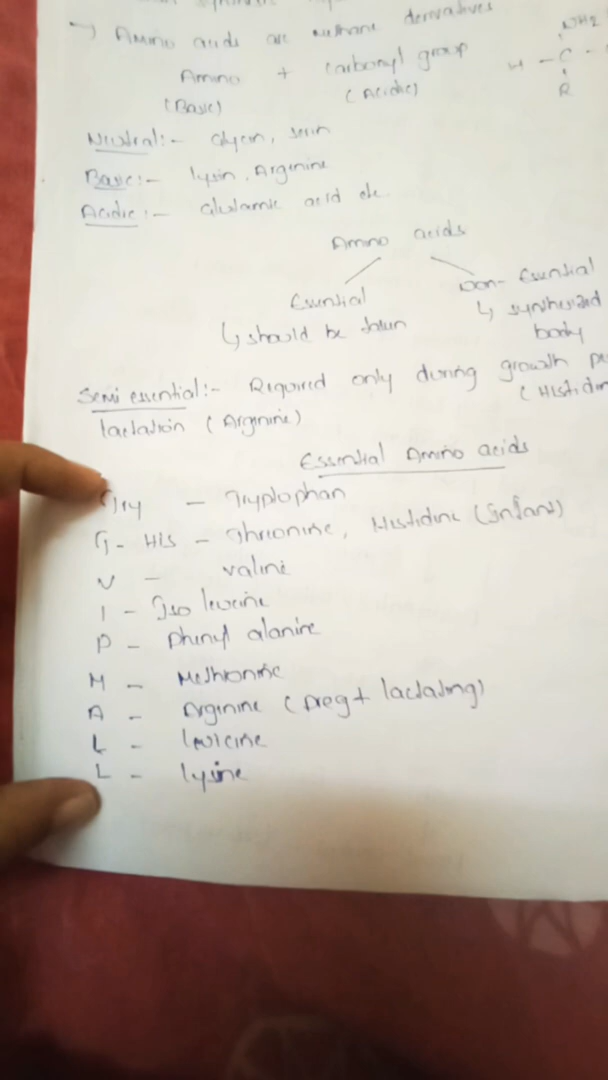 → Amino acids are methane derivatives
Amino + carbonyl group
(Basic) (Acidic)
NH2
H - C -
R
Neutral:- Glycin, serin
Basic:- lysin, Arginine
Acidic:- Glutamic acid etc
Amino acids
Essential Non-Essential
↳ should be taken ↳ synthesized
body
Semi essential:- Required only during growth
lactation (Arginine) (Histidin
Essential Amino acids
Try - Tryptophan
T- His - Threonine, Histidine (infant)
V - valine
I - Iso leucine
P - phenyl alanine
M - Methionine
A - Arginine (preg + lactating)
L - leucine
L - lysine